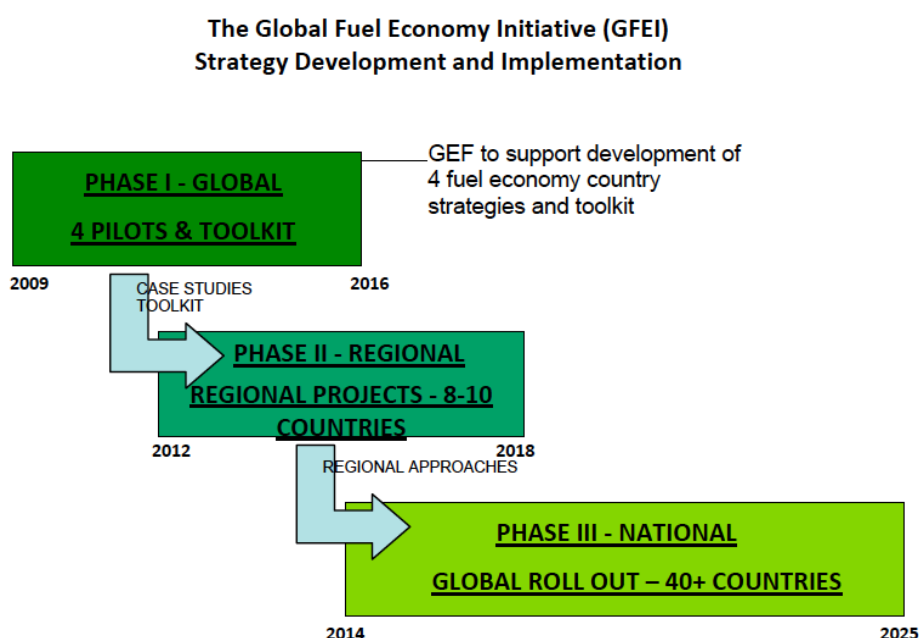 The Global Fuel Economy Initiative (GFEI)
Strategy Development and Implementation
PHASE I - GLOBAL
4 PILOTS & TOOLKIT
GEF to support development of
4 fuel economy country
strategies and toolkit
2009
2016
CASE STUDIES
TOOLKIT
PHASE II - REGIONAL
REGIONAL PROJECTS - 8-10
COUNTRIES
2012
2018
REGIONAL APPROACHES
PHASE III - NATIONAL
GLOBAL ROLL OUT – 40+ COUNTRIES
2014
2025